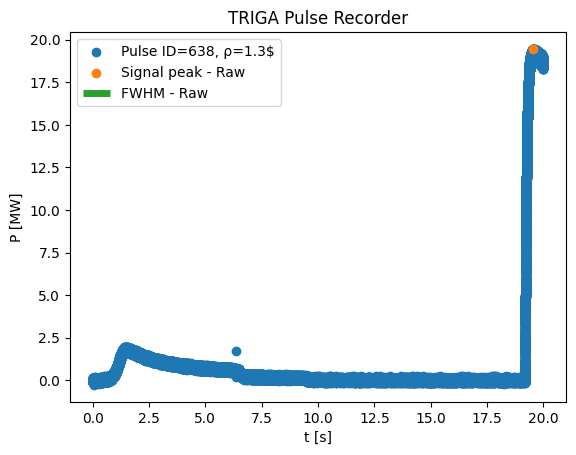 TRIGA Pulse Recorder
Pulse ID=638, ρ=1.3$
Signal peak - Raw
FWHM - Raw
P [MW]
20.0
17.5
15.0
12.5
10.0
7.5
5.0
2.5
0.0
0.0 2.5 5.0 7.5 10.0 12.5 15.0 17.5 20.0
t [s]